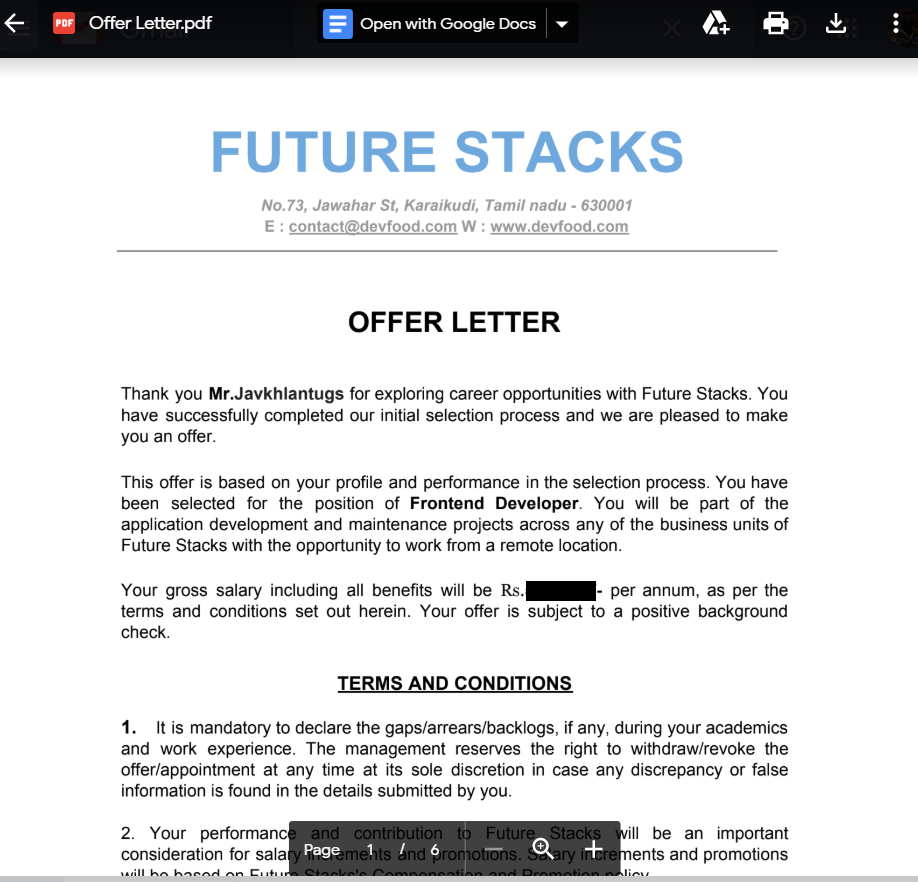 Offer Letter.pdf
Open with Google Docs
FUTURE STACKS
No.73, Jawahar St, Karaikudi, Tamil nadu - 630001
E : contact@devfood.com W : www.devfood.com
OFFER LETTER
Thank you Mr.Javkhlantugs for exploring career opportunities with Future Stacks. You
have successfully completed our initial selection process and we are pleased to make
you an offer.
This offer is based on your profile and performance in the selection process. You have
been selected for the position of Frontend Developer. You will be part of the
application development and maintenance projects across any of the business units of
Future Stacks with the opportunity to work from a remote location.
Your gross salary including all benefits will be Rs. - per annum, as per the
terms and conditions set out herein. Your offer is subject to a positive background
check.
TERMS AND CONDITIONS
1. It is mandatory to declare the gaps/arrears/backlogs, if any, during your academics
and work experience. The management reserves the right to withdraw/revoke the
offer/appointment at any time at its sole discretion in case any discrepancy or false
information is found in the details submitted by you.
2. Your performance and contribution to Future Stacks will be an important
consideration for salary increments and promotions. Salary increments and promotions
will be based on Future Stacks's Compensation and Promotion policy.
Page 1 / 6